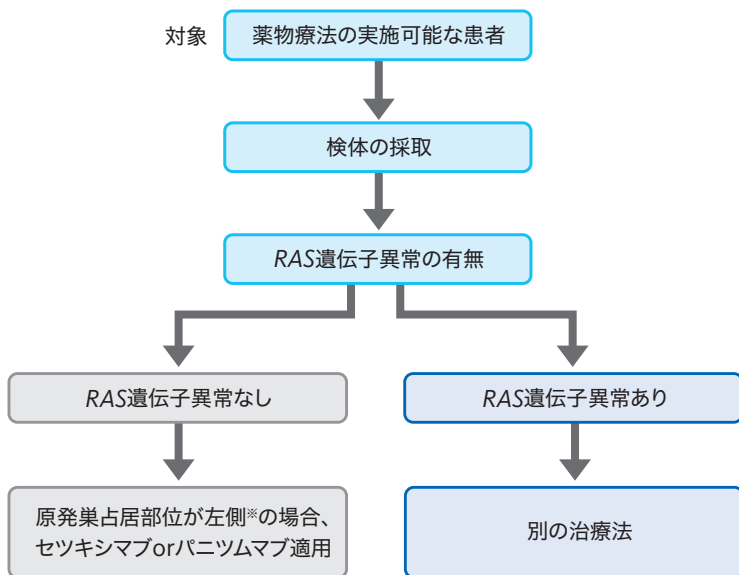 対象
薬物療法の実施可能な患者
検体の採取
RAS遺伝子異常の有無
RAS遺伝子異常なし
RAS遺伝子異常あり
原発巣占居部位が左側※の場合、
セツキシマブorパニツムマブ適用
別の治療法